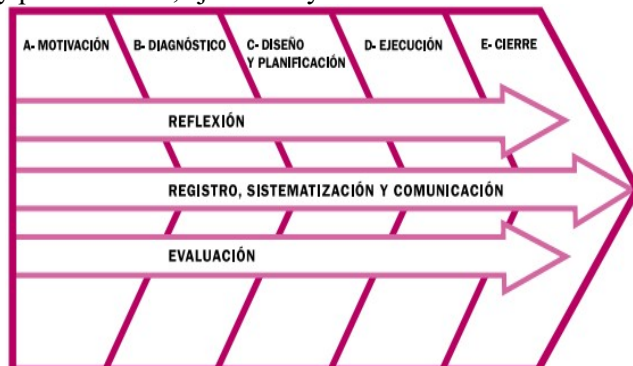 A- MOTIVACIÓN
B- DIAGNÓSTICO
C- DISEÑO
Y PLANIFICACIÓN
D- EJECUCIÓN
E- CIERRE
REFLEXIÓN
REGISTRO, SISTEMATIZACIÓN Y COMUNICACIÓN
EVALUACIÓN